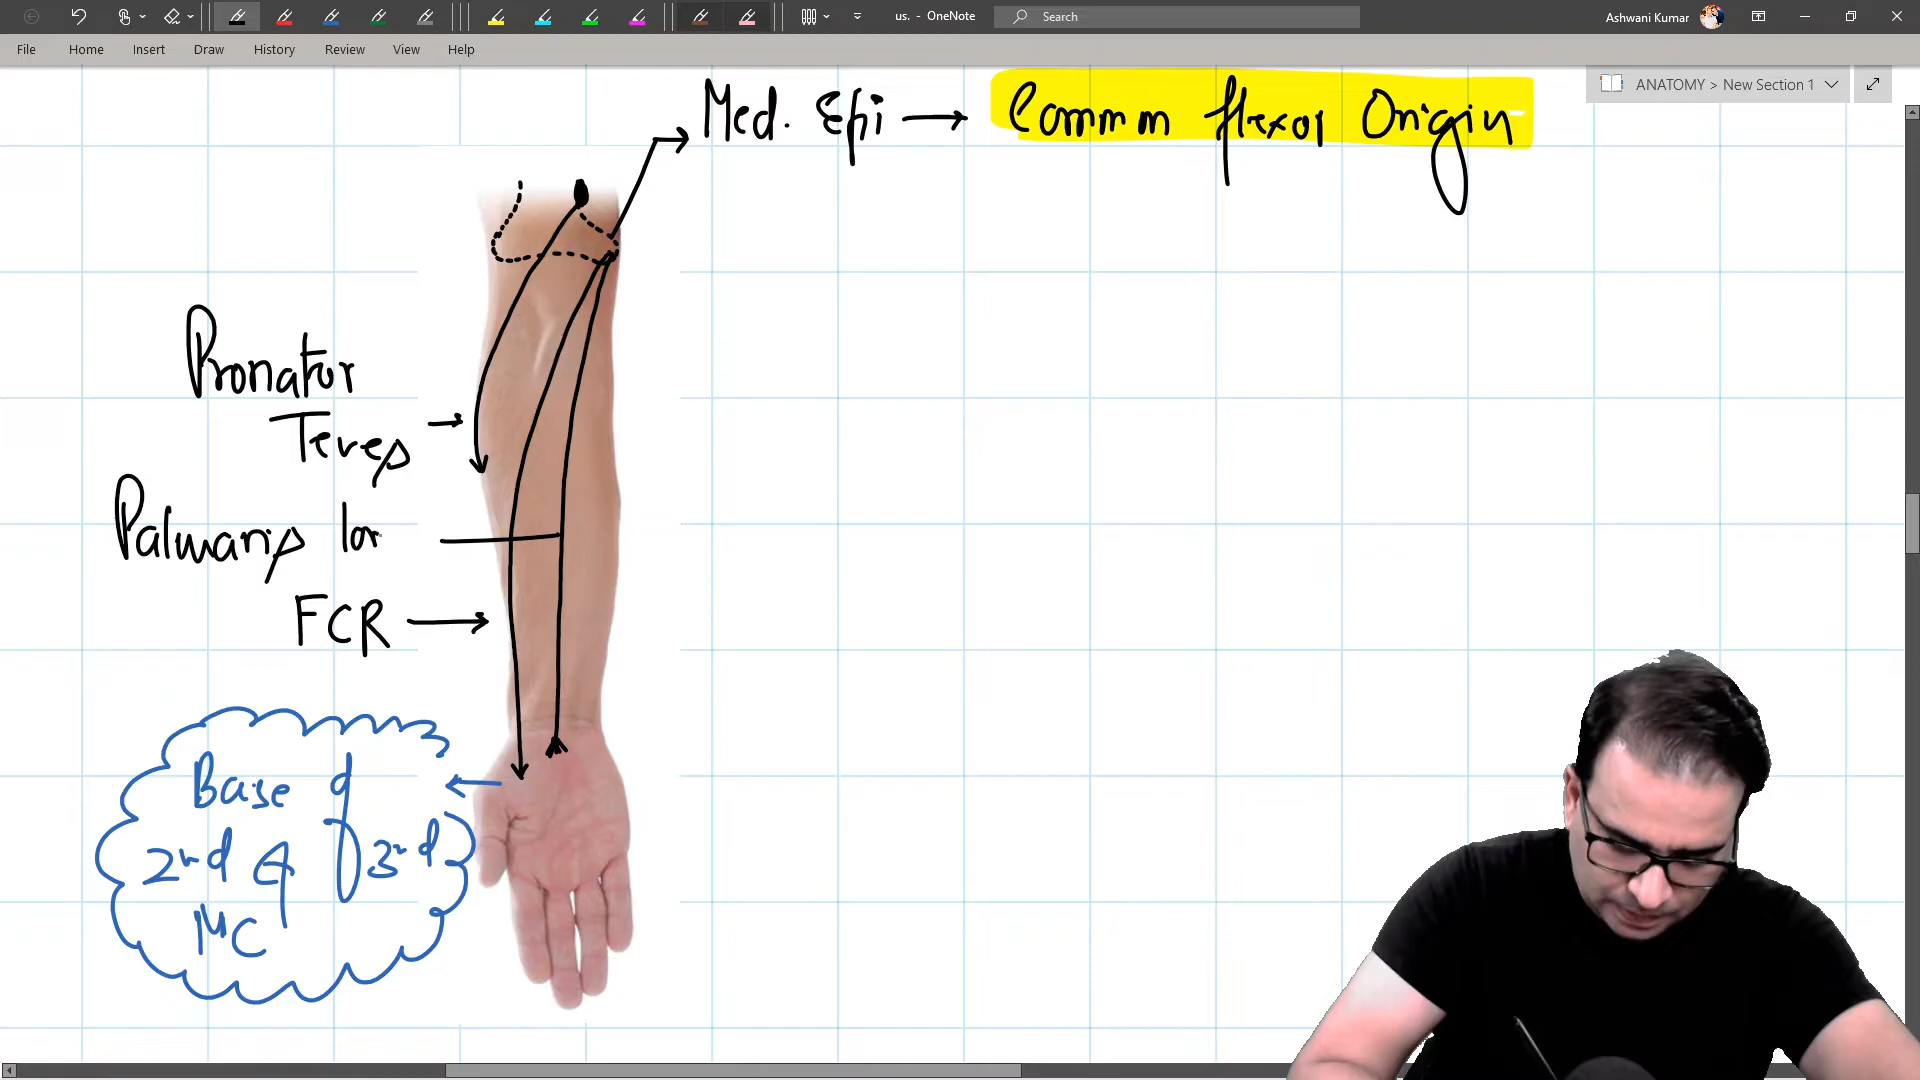 us. - OneNote
Search
Ashwani Kumar
File Home Insert Draw History Review View Help
ANATOMY > New Section 1
Med. Epi → Common flexor Origin
Pronator
Teres →
Palmaris lon
FCR →
Base of
2nd & 3rd
MC